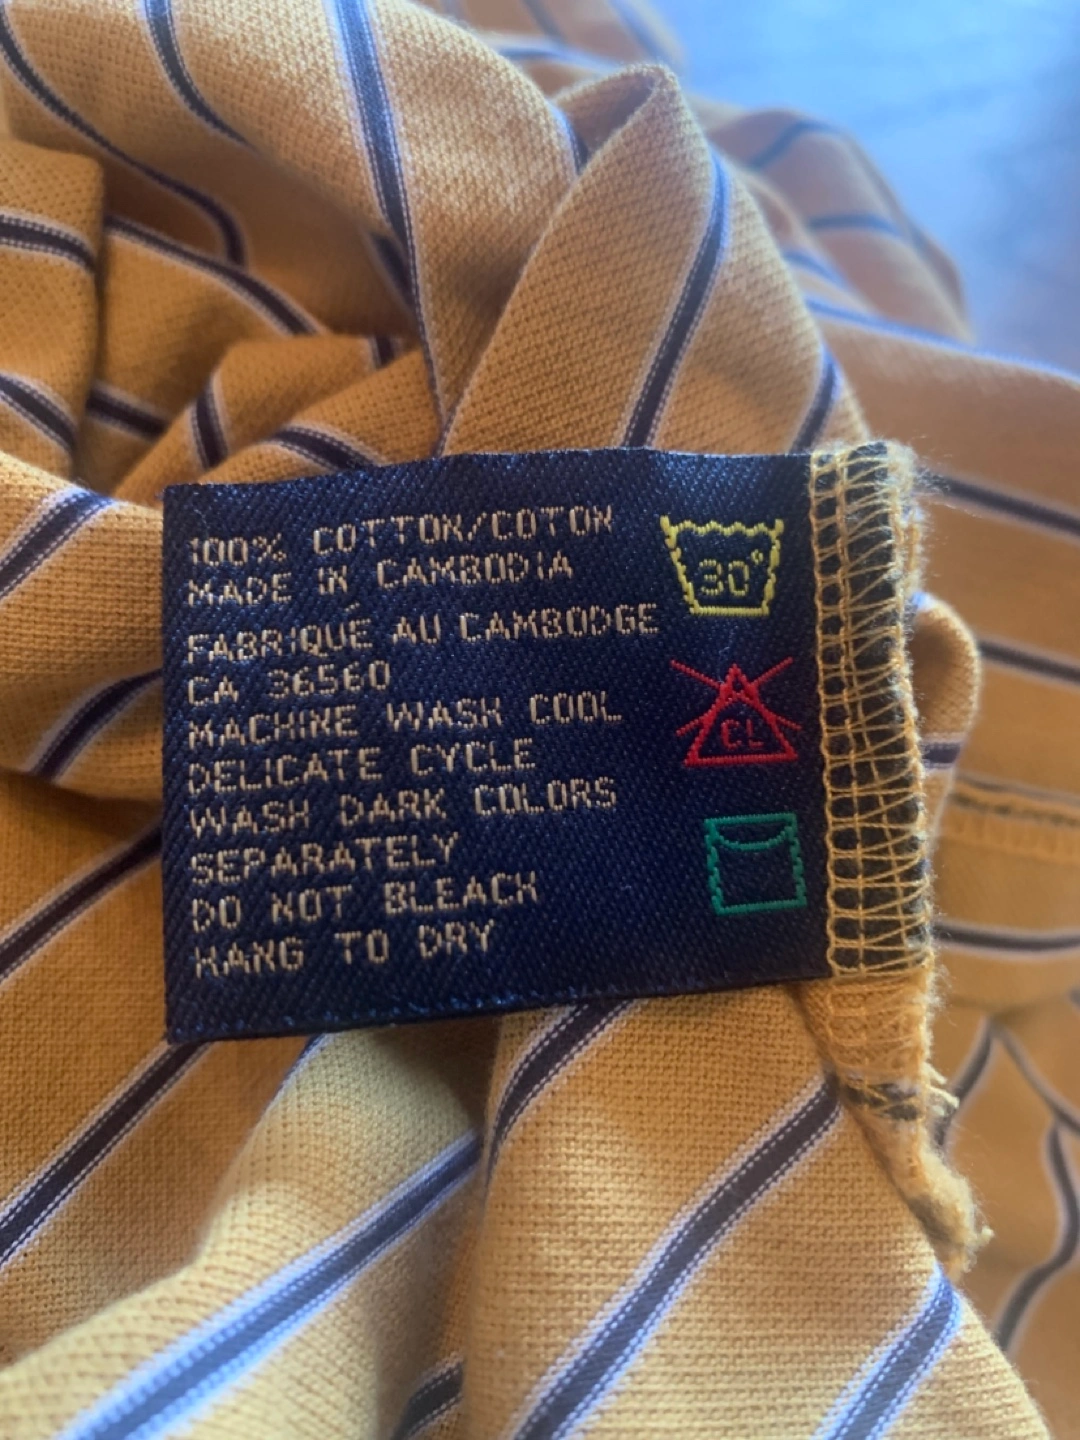 100% COTTON/COTON
MADE IN CAMBODIA
FABRIQUÉ AU CAMBODGE
CA 36560
MACHINE WASH COOL
DELICATE CYCLE
WASH DARK COLORS
SEPARATELY
DO NOT BLEACH
HANG TO DRY
30°
CL